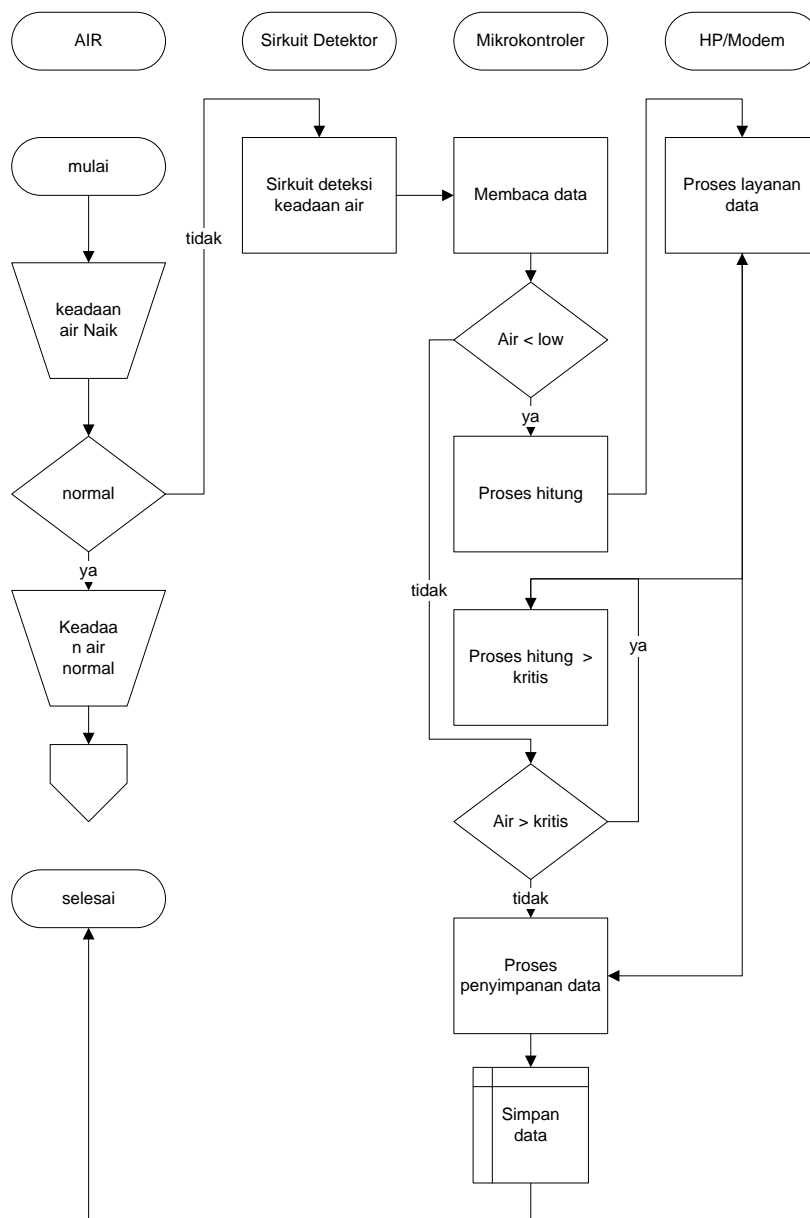 AIR
Sirkuit Detektor
Mikrokontroler
HP/Modem
mulai
Sirkuit deteksi
keadaan air
Membaca data
Proses layanan
data
tidak
keadaan
air Naik
Air < low
ya
normal
Proses hitung
ya
tidak
Keadaa
n air
normal
Proses hitung  >
kritis
ya
Air > kritis
tidak
selesai
Proses
penyimpanan data
Simpan
data